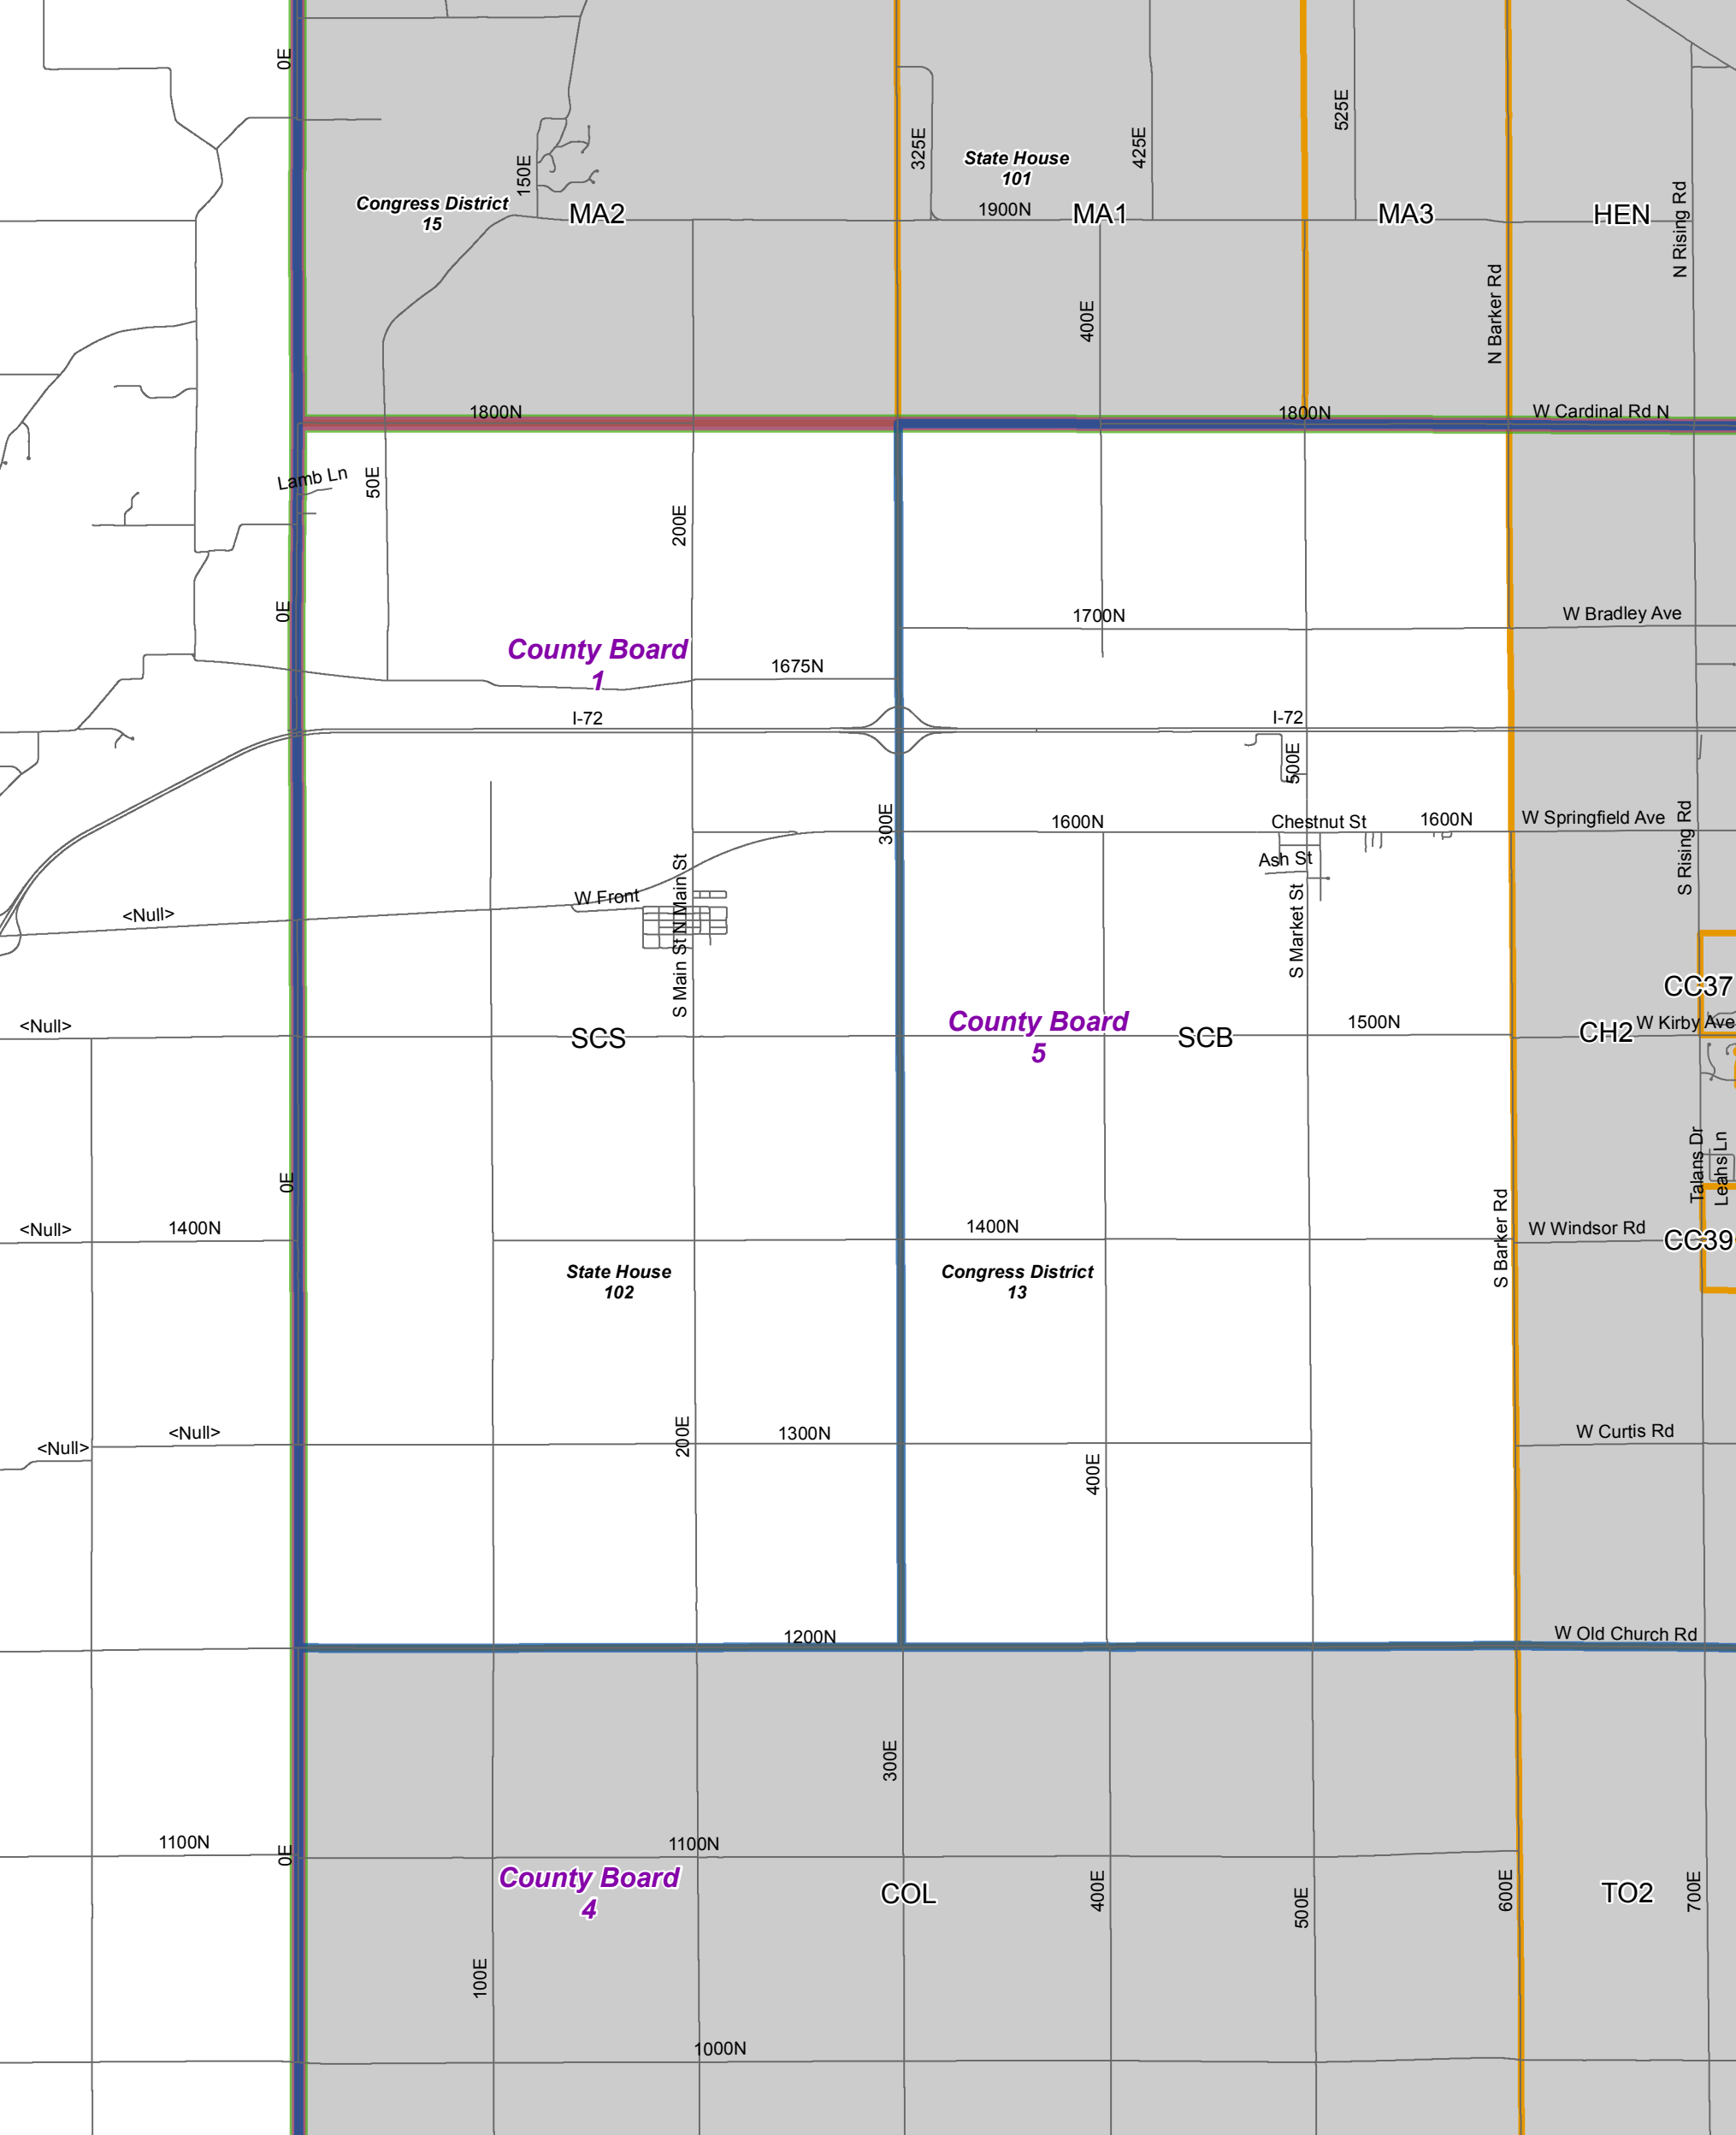 0E
525E
325E
425E
150E
State House
101
Congress District
15
1900N
MA2
MA1
MA3
HEN
N Rising Rd
400E
N Barker Rd
1800N
1800N
W Cardinal Rd N
Lamb Ln
50E
200E
0E
1700N
W Bradley Ave
County Board
1
1675N
I-72
I-72
500E
300E
1600N
Chestnut St
1600N
W Springfield Ave
Ash St
S Rising Rd
W Front
N Main St
<Null>
S Main St
S Market St
CC37
<Null>
SCS
County Board
5
SCB
1500N
CH2
W Kirby Ave
0E
Talans Dr
Leahs Ln
<Null>
1400N
1400N
S Barker Rd
W Windsor Rd
CC39
State House
102
Congress District
13
<Null>
<Null>
200E
1300N
400E
W Curtis Rd
1200N
W Old Church Rd
300E
1100N
0E
1100N
County Board
4
COL
400E
500E
600E
TO2
700E
100E
1000N